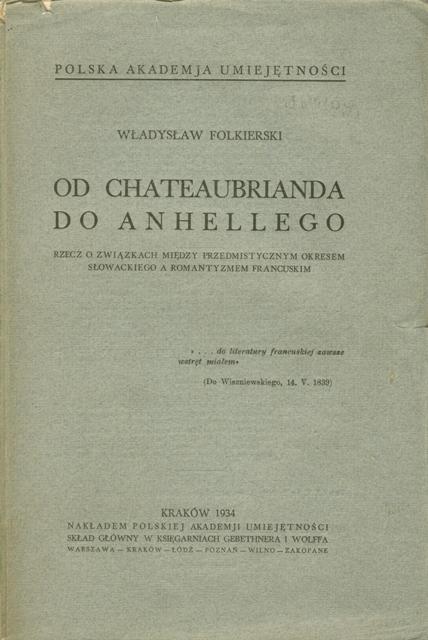 POLSKA AKADEMJA UMIEJĘTNOŚCI
WŁADYSŁAW FOLKIERSKI
OD CHATEAUBRIANDA
DO ANHELLEGO
RZECZ O ZWIĄZKACH MIĘDZY PRZEDMISTYCZNYM OKRESEM
SŁOWACKIEGO A ROMANTYZMEM FRANCUSKIM
» . . . do literatury francuskiej zawsze
wstręt miałem«
(Do Wiszniewskiego, 14. V. 1839)
KRAKÓW 1934
NAKŁADEM POLSKIEJ AKADEMJI UMIEJĘTNOŚCI
SKŁAD GŁÓWNY W KSIĘGARNIACH GEBETHNERA I WOLFFA
WARSZAWA — KRAKÓW — ŁÓDŹ — POZNAŃ — WILNO — ZAKOPANE